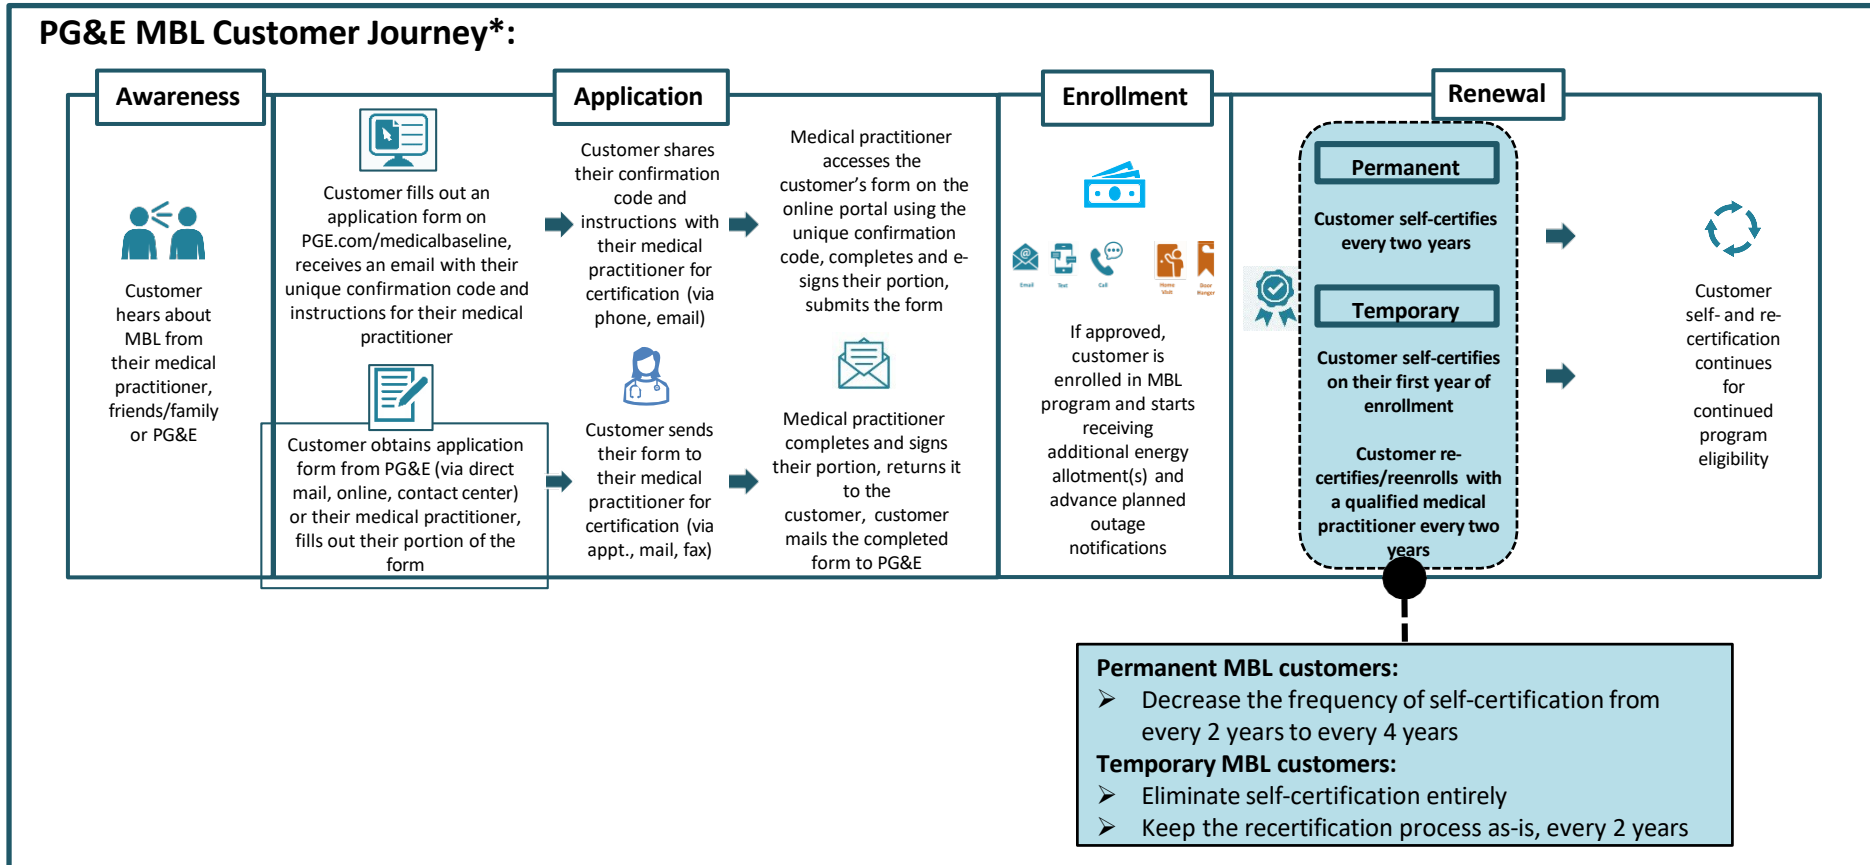 PG&E MBL Customer Journey*:
Awareness
Customer
hears about
MBL from
their medical
practitioner,
friends/family
or PG&E
Application
Customer fills out an
application form on
PGE.com/medicalbaseline,
receives an email with their
unique confirmation code and
instructions for their medical
practitioner
Customer shares
their confirmation
code and
instructions with
their medical
practitioner for
certification (via
phone, email)
Medical practitioner
accesses the
customer's form on the
online portal using the
unique confirmation
code, completes and e-
signs their portion,
submits the form
Customer obtains application
form from PG&E (via direct
mail, online, contact center)
or their medical practitioner,
fills out their portion of the
form
Customer sends
their form to
their medical
practitioner for
certification (via
appt., mail, fax)
Medical practitioner
completes and signs
their portion, returns it
to the
customer, customer
mails the completed
form to PG&E
Enrollment
Email
Text
Call
Home
Visit
Door
Hanger
If approved,
customer is
enrolled in MBL
program and starts
receiving
additional energy
allotment(s) and
advance planned
outage
notifications
Renewal
Permanent
Customer self-certifies
every two years
Temporary
Customer self-certifies
on their first year of
enrollment
Customer re-
certifies/reenrolls with
a qualified medical
practitioner every two
years
Customer
self- and re-
certification
continues
for
continued
program
eligibility
Permanent MBL customers:
➢ Decrease the frequency of self-certification from
every 2 years to every 4 years
Temporary MBL customers:
➢ Eliminate self-certification entirely
➢ Keep the recertification process as-is, every 2 years